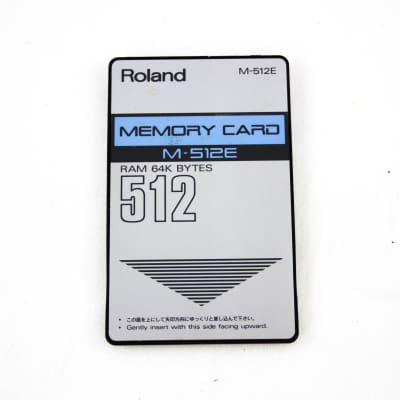 Roland M-512E
MEMORY CARD
M-512E
RAM 64K BYTES
512
• この面を上にして矢印方向にゆっくりと差し込んで下さい。
• Gently insert with this side facing upward.